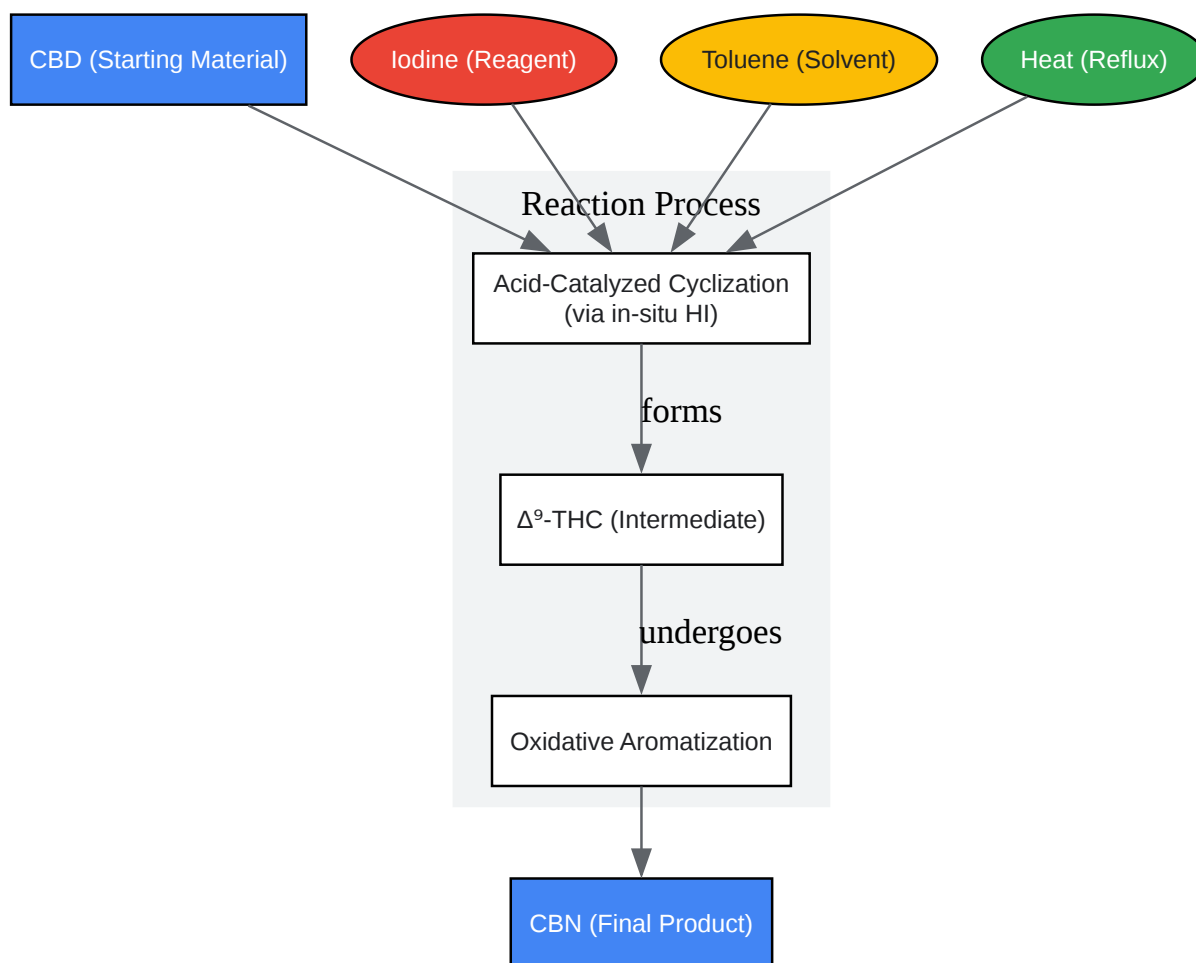 CBD (Starting Material)
Iodine (Reagent)
Toluene (Solvent)
Heat (Reflux)
Reaction Process
Acid-Catalyzed Cyclization
(via in-situ HI)
forms
Δ⁹-THC (Intermediate)
undergoes
Oxidative Aromatization
CBN (Final Product)